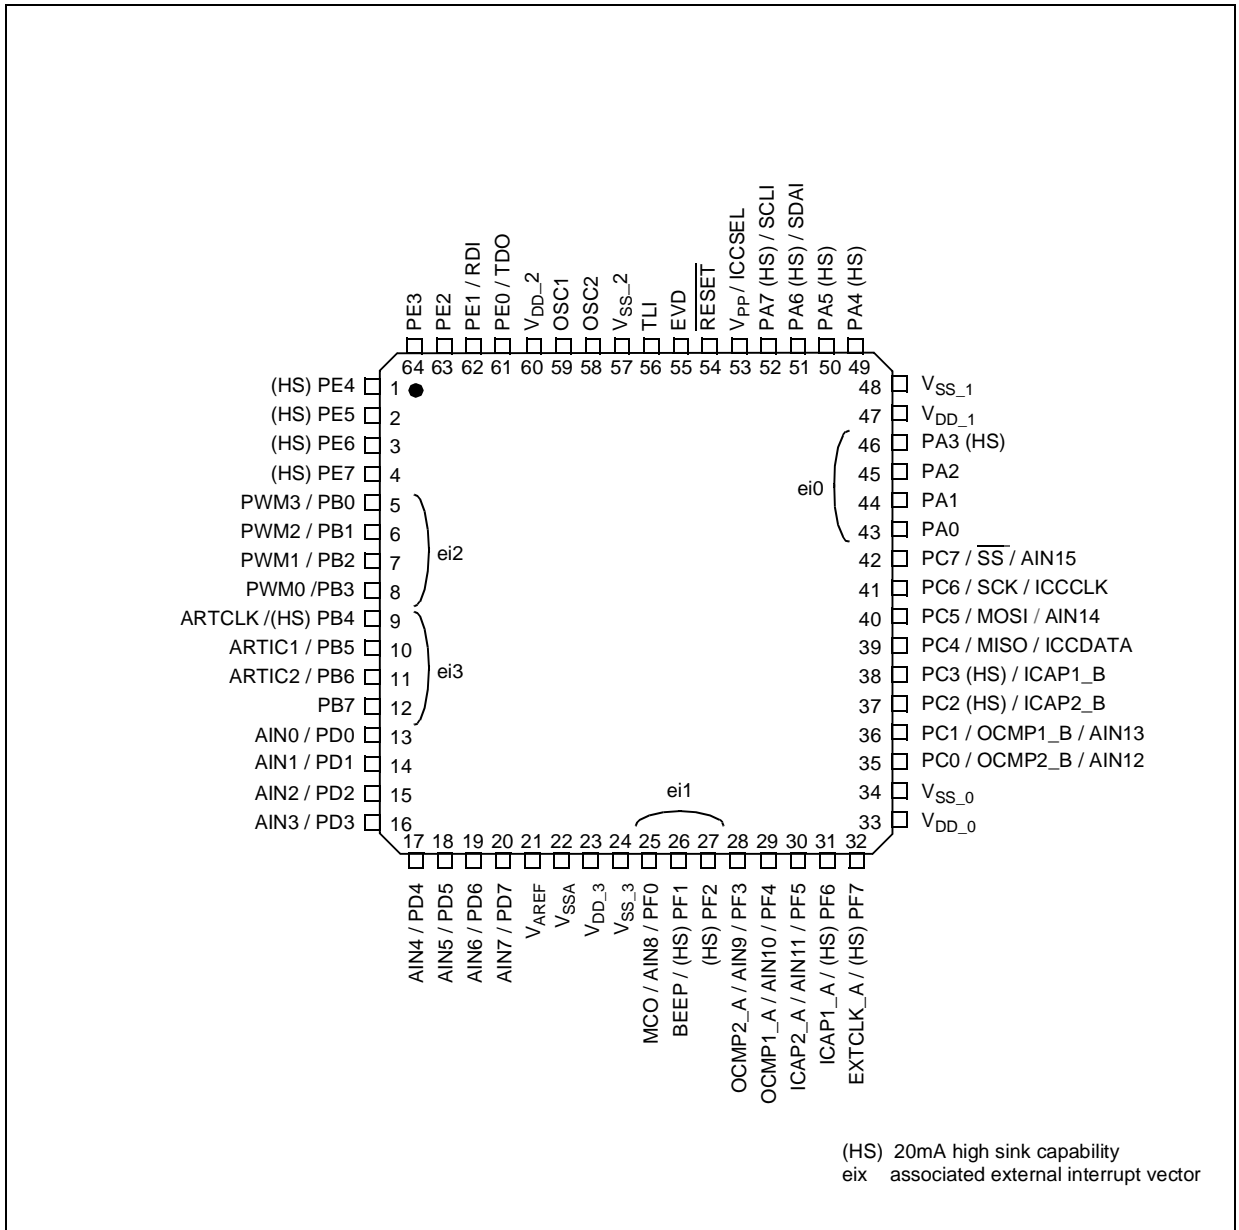 PE3
PE2
PE1 / RDI
PE0 / TDO
VDD_2
OSC1
OSC2
VSS_2
TLI
EVD
RESET
VPP / ICCSEL
PA7 (HS) / SCLI
PA6 (HS) / SDAI
PA5 (HS)
PA4 (HS)
64 63 62 61 60 59 58 57 56 55 54 53 52 51 50 49
(HS) PE4 1
(HS) PE5 2
(HS) PE6 3
(HS) PE7 4
PWM3 / PB0 5
PWM2 / PB1 6
PWM1 / PB2 7
PWM0 /PB3 8
ei2
ARTCLK /(HS) PB4 9
ARTIC1 / PB5 10
ARTIC2 / PB6 11
PB7 12
ei3
AIN0 / PD0 13
AIN1 / PD1 14
AIN2 / PD2 15
AIN3 / PD3 16
48 VSS_1
47 VDD_1
46 PA3 (HS)
45 PA2
44 PA1
43 PA0
ei0
42 PC7 / SS / AIN15
41 PC6 / SCK / ICCCLK
40 PC5 / MOSI / AIN14
39 PC4 / MISO / ICCDATA
38 PC3 (HS) / ICAP1_B
37 PC2 (HS) / ICAP2_B
36 PC1 / OCMP1_B / AIN13
35 PC0 / OCMP2_B / AIN12
34 VSS_0
33 VDD_0
ei1
17 18 19 20 21 22 23 24 25 26 27 28 29 30 31 32
AIN4 / PD4
AIN5 / PD5
AIN6 / PD6
AIN7 / PD7
VAREF
VSSA
VDD_3
VSS_3
MCO / AIN8 / PF0
BEEP / (HS) PF1
(HS) PF2
OCMP2_A / AIN9 / PF3
OCMP1_A / AIN10 / PF4
ICAP2_A / AIN11 / PF5
ICAP1_A / (HS) PF6
EXTCLK_A / (HS) PF7
(HS) 20mA high sink capability
eix associated external interrupt vector